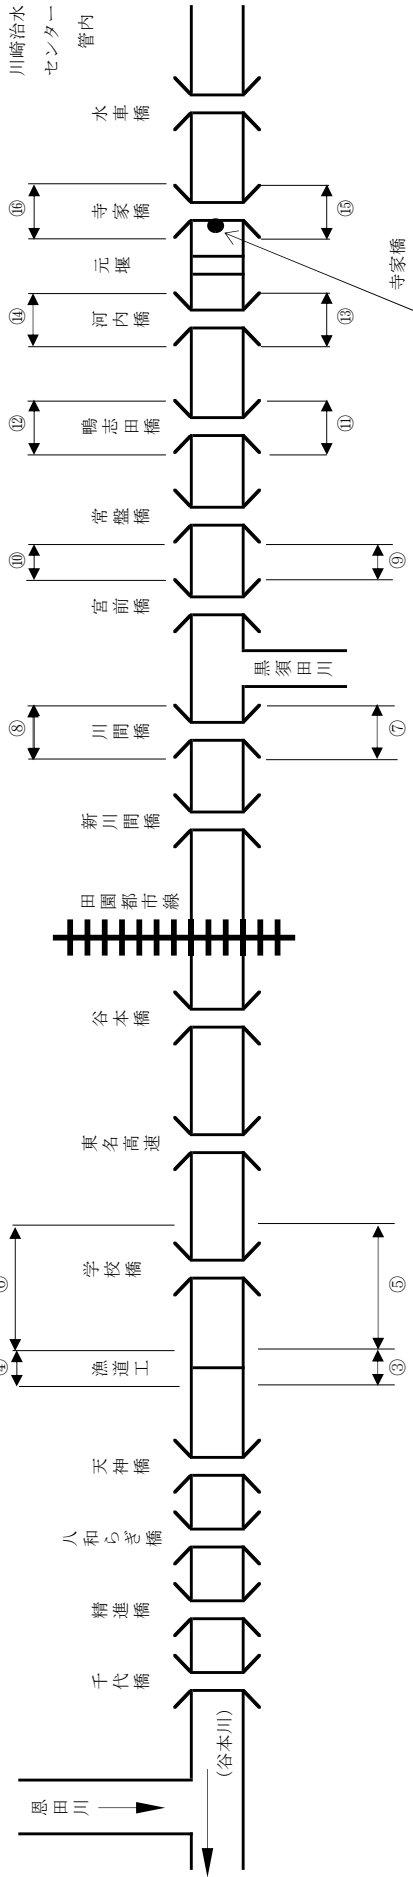 川崎治水
センター
管内
水車橋
⑯
寺家橋
⑮
元堰
寺家橋
⑭
河内橋
⑬
⑫
鴨志田橋
⑪
常盤橋
⑩
⑨
宮前橋
黒須田川
⑧
川間橋
⑦
新川間橋
田園都市線
谷本橋
東名高速
⑥
学校橋
⑤
④
漁道工
③
天神橋
八和らぎ橋
精進橋
千代橋
(谷本川)
恩田川